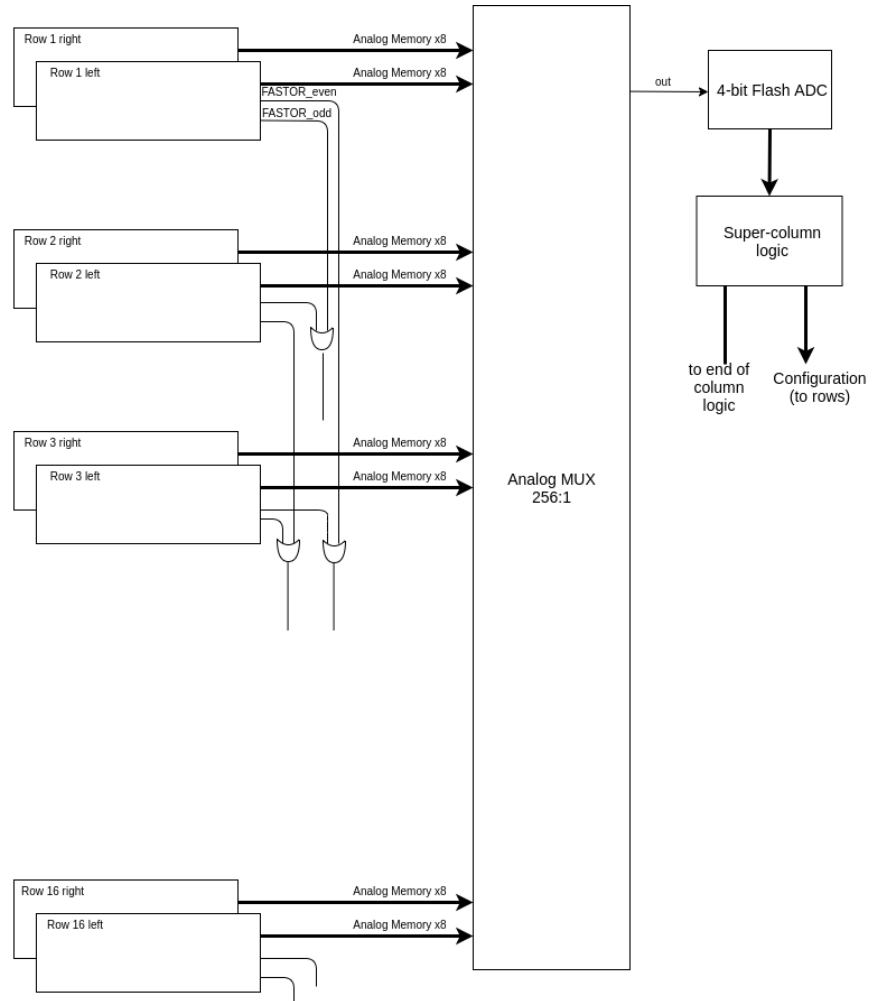 Row 1 right
Analog Memory x8
Row 1 left
Analog Memory x8
FASTOR_even
FASTOR_odd
out
4-bit Flash ADC
Row 2 right
Analog Memory x8
Row 2 left
Analog Memory x8
Super-column
logic
to end of
column
logic
Configuration
(to rows)
Row 3 right
Analog Memory x8
Row 3 left
Analog Memory x8
Analog MUX
256:1
Row 16 right
Analog Memory x8
Row 16 left
Analog Memory x8